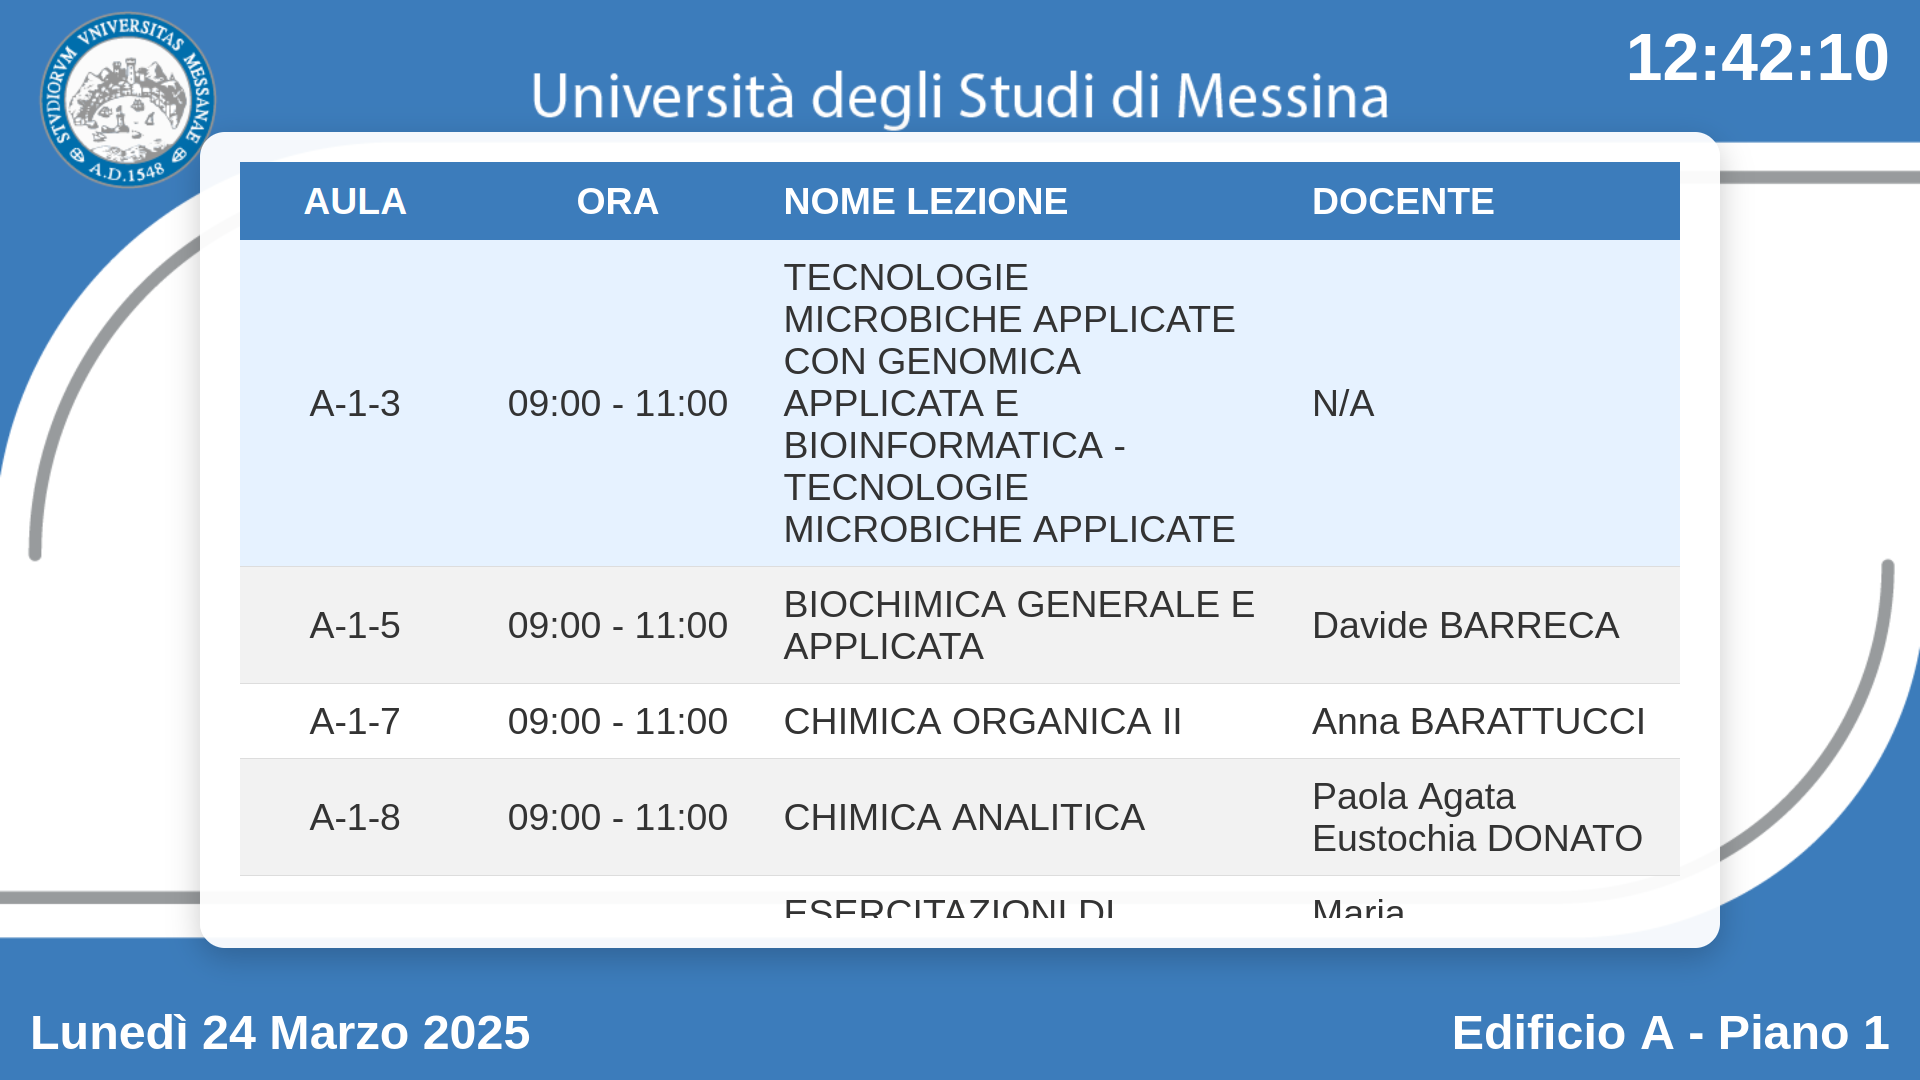 STVDIORVM VNIVERSITAS MESSANAE
A.D.1548
Università degli Studi di Messina
12:42:10
AULA ORA NOME LEZIONE DOCENTE
TECNOLOGIE
MICROBICHE APPLICATE
CON GENOMICA
A-1-3 09:00 - 11:00 APPLICATA E N/A
BIOINFORMATICA -
TECNOLOGIE
MICROBICHE APPLICATE
A-1-5 09:00 - 11:00 BIOCHIMICA GENERALE E
APPLICATA Davide BARRECA
A-1-7 09:00 - 11:00 CHIMICA ORGANICA II Anna BARATTUCCI
A-1-8 09:00 - 11:00 CHIMICA ANALITICA Paola Agata
Eustochia DONATO
ESERCITAZIONI DI Maria
Lunedì 24 Marzo 2025
Edificio A - Piano 1